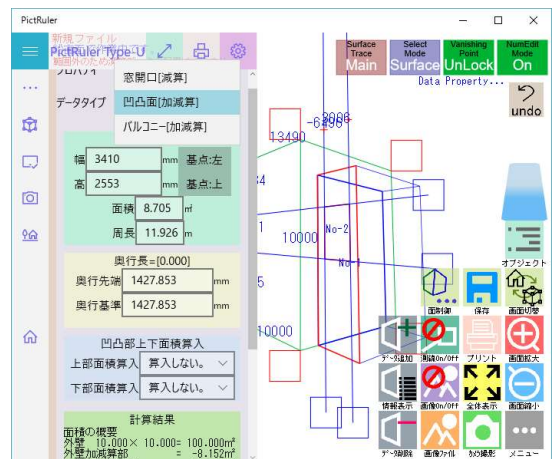 PictRuler
新規ファイル
PictRuler Type-U
Surface Trace Main
Select Mode Surface
Vanishing Point UnLock
NumEdit Mode On
Data Property...
undo
プロパティ
データタイプ
窓開口[減算]
凹凸面[加減算]
バルコニー[加減算]
幅 3410 mm 基点:左
高 2553 mm 基点:上
面積 8.705 ㎡
周長 11.926 m
奥行長=[0.000]
奥行先端 1427.853 mm
奥行基準 1427.853 mm
凹凸部上下面積算入
上部面積算入 算入しない。
下部面積算入 算入しない。
計算結果
面積の概要
外壁 10.000× 10.000= 100.000m²
外壁加減算部 = -8.152m²
13490
10000
No-2
No-1
10000
オブジェクト
面制御
保存
画面切替
データ追加
測線On/Off
プリント
画面拡大
情報表示
画像On/Off
全体表示
画面縮小
データ削除
画像ファイル
カメラ撮影
メニュー